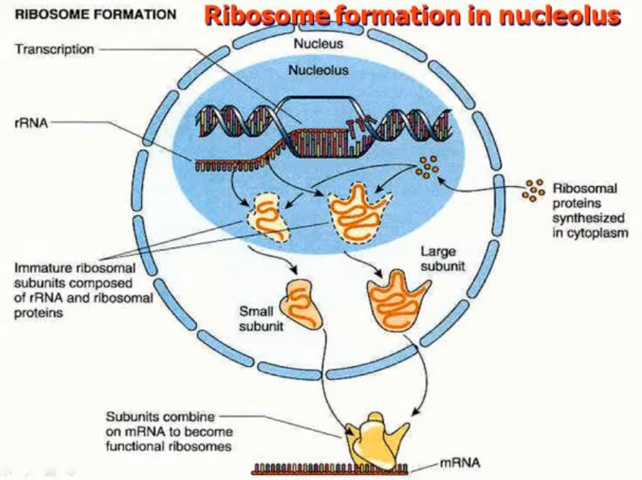 RIBOSOME FORMATION
Ribosome formation in nucleolus
Transcription
Nucleus
Nucleolus
rRNA
Ribosomal
proteins
synthesized
in cytoplasm
Large
subunit
Immature ribosomal
subunits composed
of rRNA and ribosomal
proteins
Small
subunit
Subunits combine
on mRNA to become
functional ribosomes
mRNA